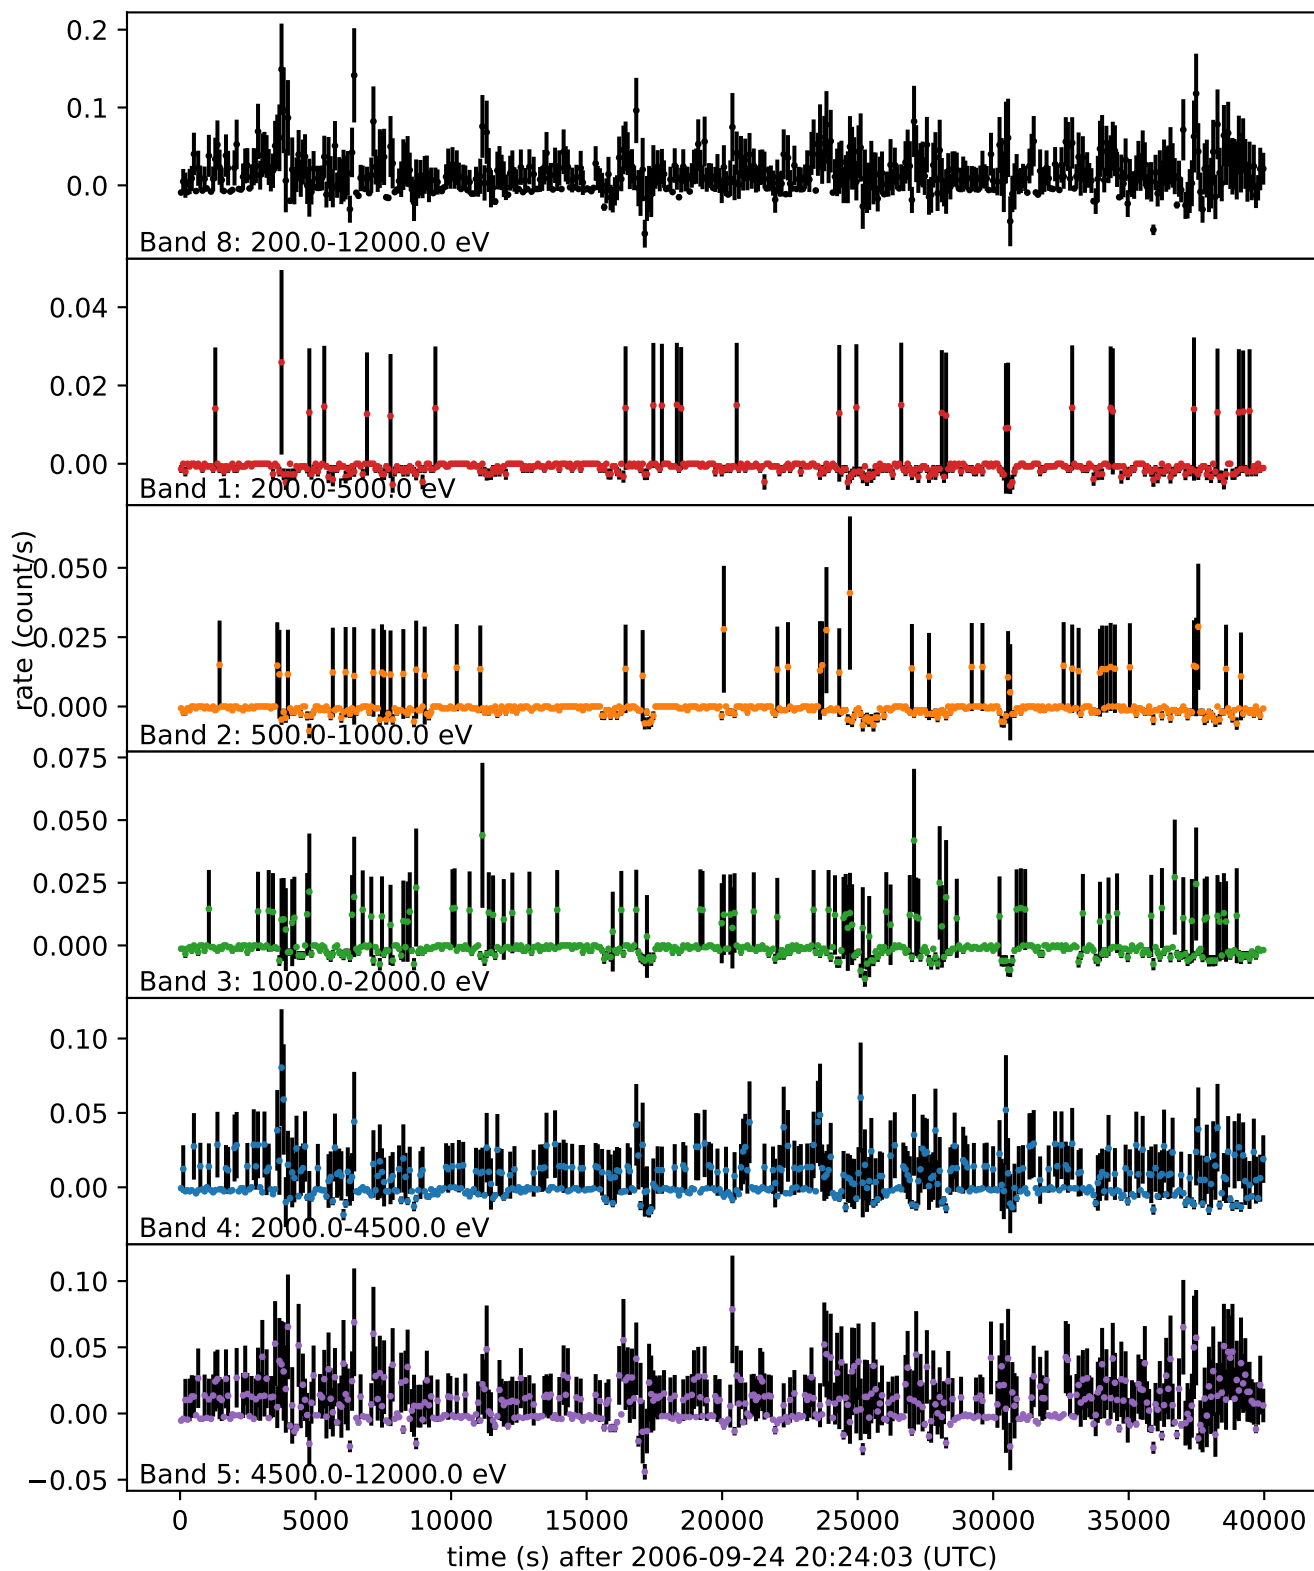 0.2
0.1
0.0
Band 8: 200.0-12000.0 eV
0.04
0.02
0.00
Band 1: 200.0-500.0 eV
rate (count/s)
0.050
0.025
0.000
Band 2: 500.0-1000.0 eV
0.075
0.050
0.025
0.000
Band 3: 1000.0-2000.0 eV
0.10
0.05
0.00
Band 4: 2000.0-4500.0 eV
0.10
0.05
0.00
−0.05
Band 5: 4500.0-12000.0 eV
0 5000 10000 15000 20000 25000 30000 35000 40000
time (s) after 2006-09-24 20:24:03 (UTC)